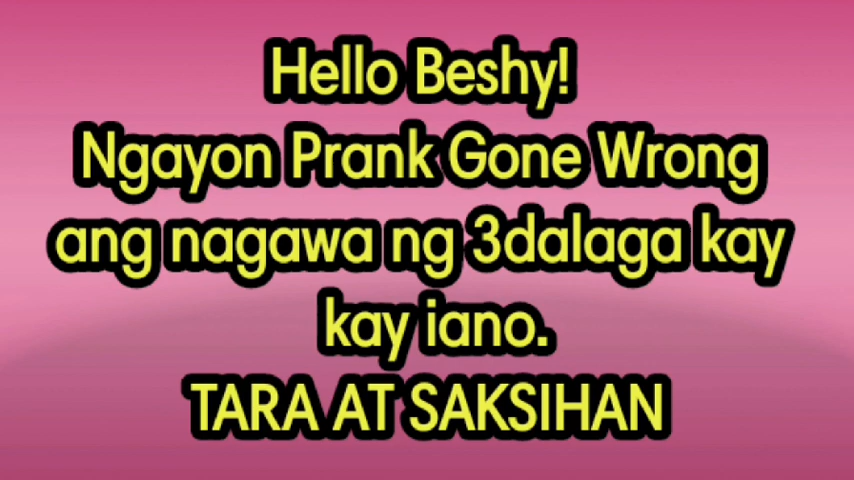 Hello Beshy!
Ngayon Prank Gone Wrong
ang nagawa ng 3dalaga kay
kay iano.
TARA AT SAKSIHAN